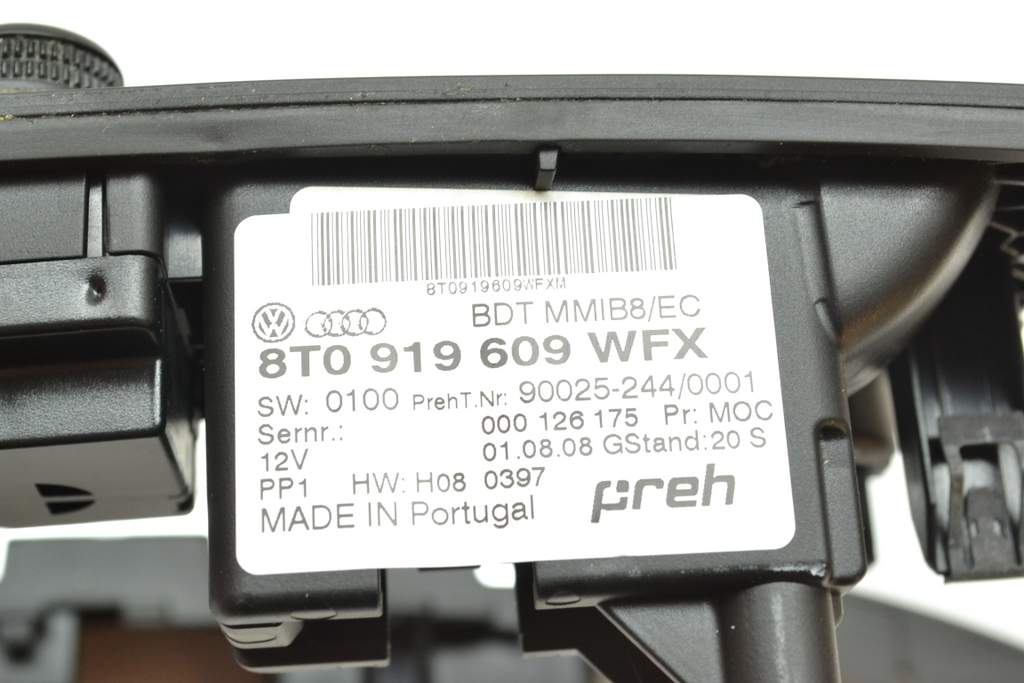 8T0919609WFXM
BDT MMIB8/EC
8T0 919 609 WFX
SW: 0100 PrehT.Nr: 90025-244/0001
Sernr.: 000 126 175 Pr: MOC
12V 01.08.08 GStand:20 S
PP1 HW: H08 0397
MADE IN Portugal preh